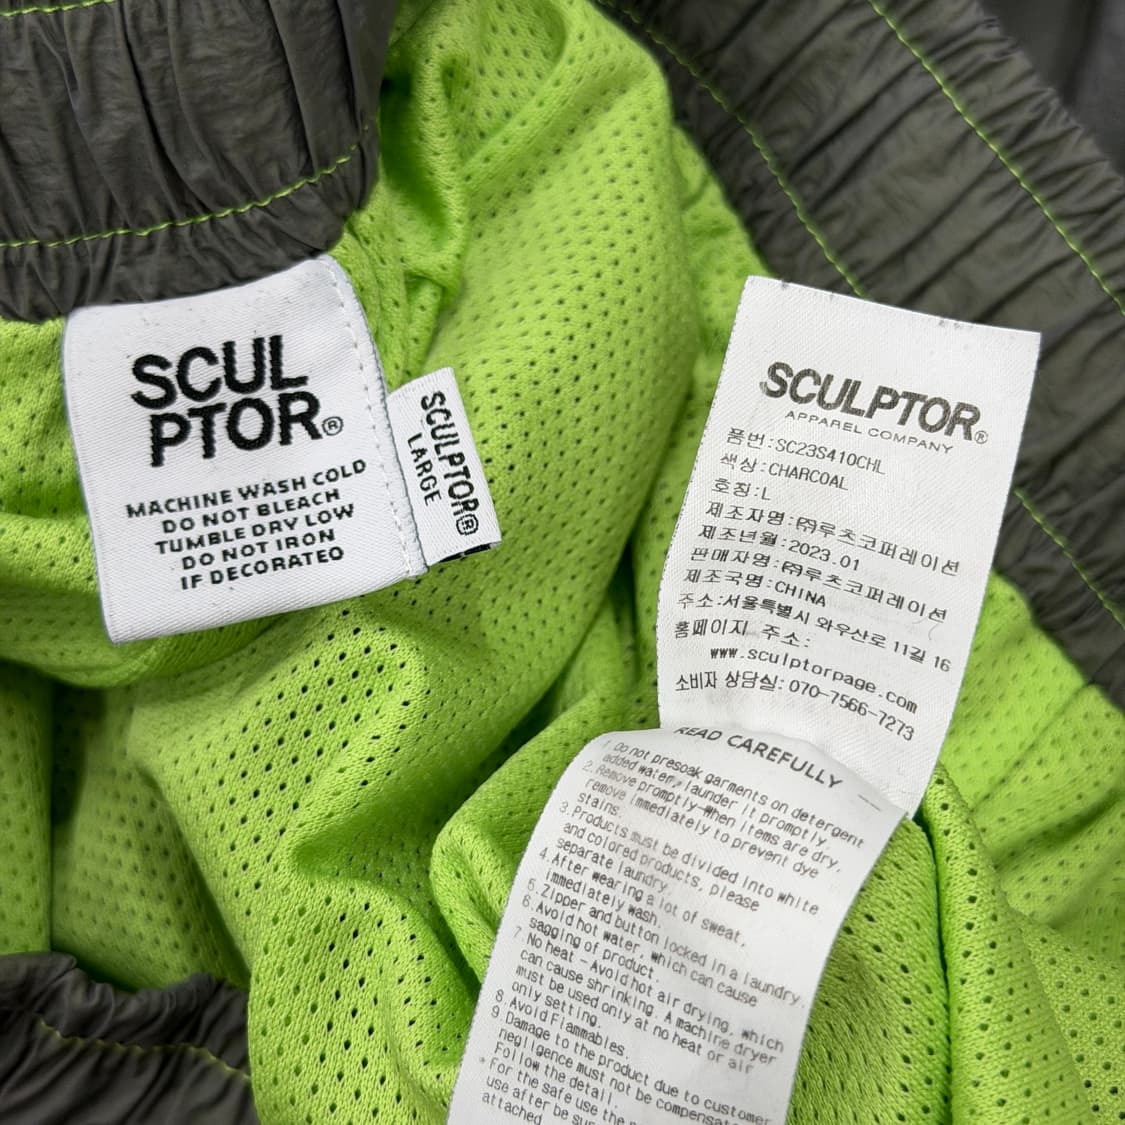 SCUL
PTOR®
MACHINE WASH COLD
DO NOT BLEACH
TUMBLE DRY LOW
DO NOT IRON
IF DECORATEO
SCULPTOR®
LARGE
SCULPTOR®
APPAREL COMPANY
품번:SC23S410CHL
색상:CHARCOAL
호칭:L
제조자명:㈜루츠코퍼레이션
제조년월:2023.01
판매자명:㈜루츠코퍼레이션
제조국명:CHINA
주소:서울특별시 와우산로 11길 16
홈페이지 주소:
www.sculptorpage.com
소비자 상담실: 070-7566-7273
READ CAREFULLY
1. Do not presoak garments on detergent
added water, launder it promptly.
2. Remove promptly when items are dry,
remove immediately to prevent dye
stains.
3. Products must be divided into white
and colored products, please
separate laundry.
4. After wearing a lot of sweat,
immediately wash.
5. Zipper and button locked in a laundry.
6. Avoid hot water, which can cause
sagging of product.
7. No heat - Avoid hot air drying, which
can cause shrinking. A machine dryer
must be used only at no heat or air
only setting.
8. Avoid Flammables.
9. Damage to the product due to customer
negligence must not be compensate
Follow the detail.
* For the safe use the
use after be su
attached